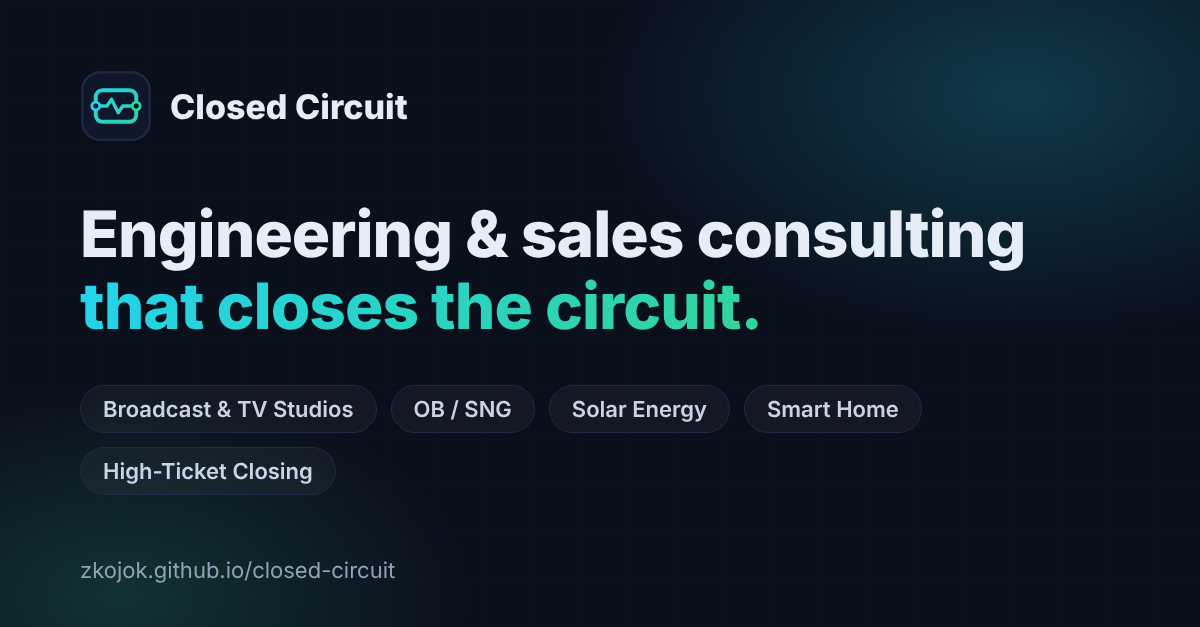 Closed Circuit
Engineering & sales consulting
that closes the circuit.
Broadcast & TV Studios
OB / SNG
Solar Energy
Smart Home
High-Ticket Closing
zkojok.github.io/closed-circuit